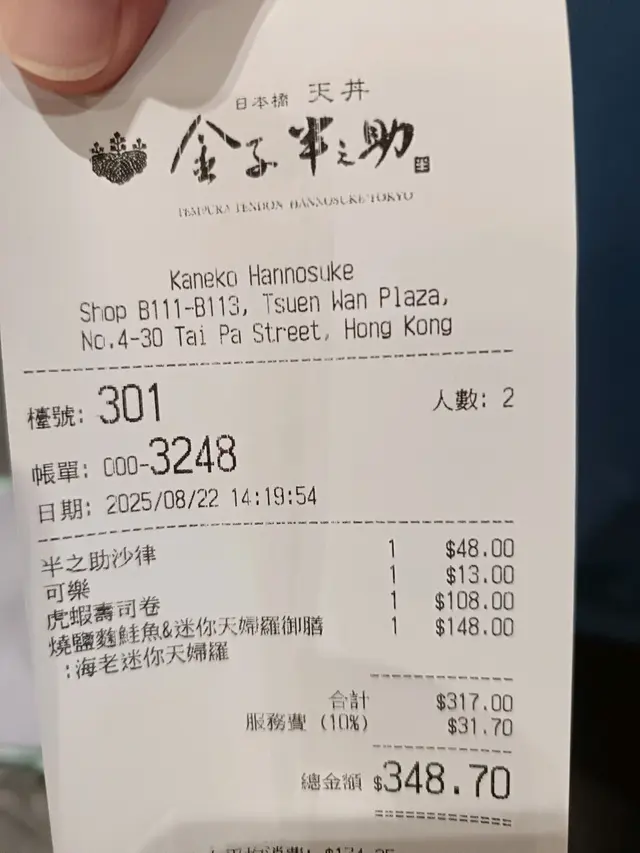 日本橋 天丼
金子半之助
TEMPURA TENDON HANNOSUKE TOKYO
Kaneko Hannosuke
Shop B111-B113, Tsuen Wan Plaza,
No.4-30 Tai Pa Street, Hong Kong
檯號: 301 人數: 2
帳單: 000-3248
日期: 2025/08/22 14:19:54
半之助沙律 1 $48.00
可樂 1 $13.00
虎蝦壽司卷 1 $108.00
燒鹽麴鮭魚&迷你天婦羅御膳 1 $148.00
:海老迷你天婦羅
合計 $317.00
服務費 (10%) $31.70
總金額 $348.70